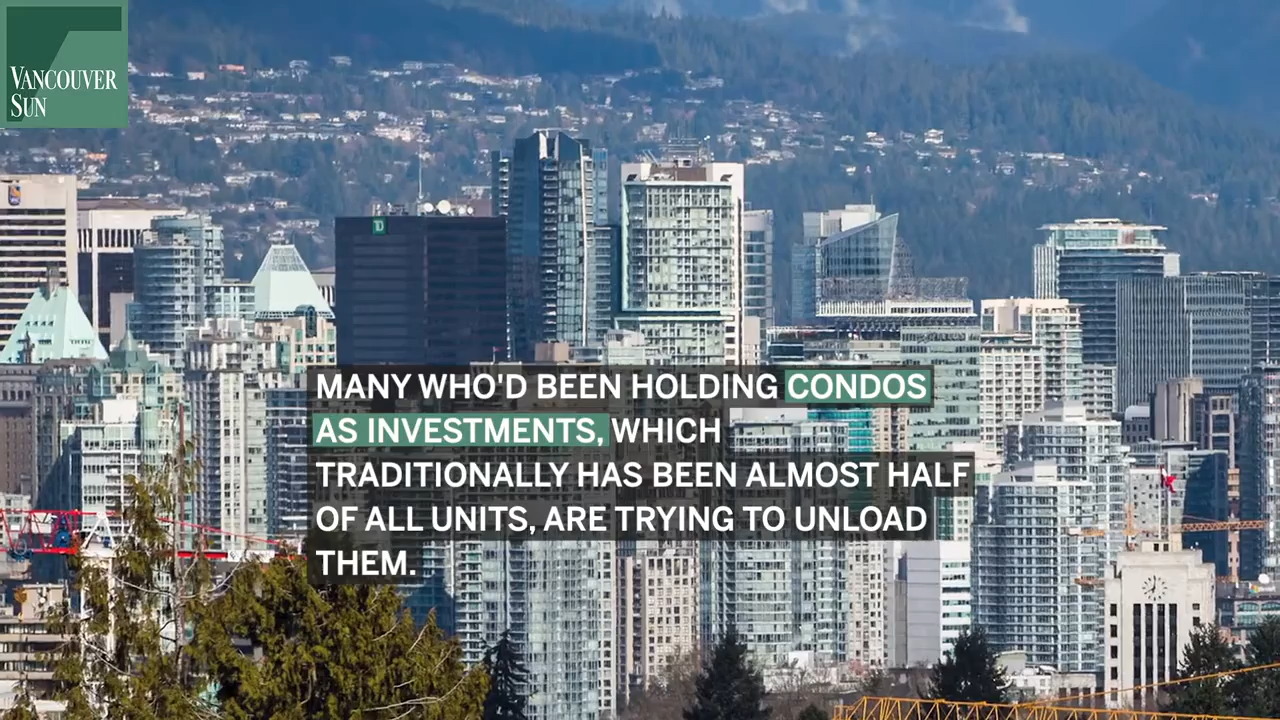 VANCOUVER
SUN
TD
MANY WHO'D BEEN HOLDING CONDOS
AS INVESTMENTS, WHICH
TRADITIONALLY HAS BEEN ALMOST HALF
OF ALL UNITS, ARE TRYING TO UNLOAD
THEM.